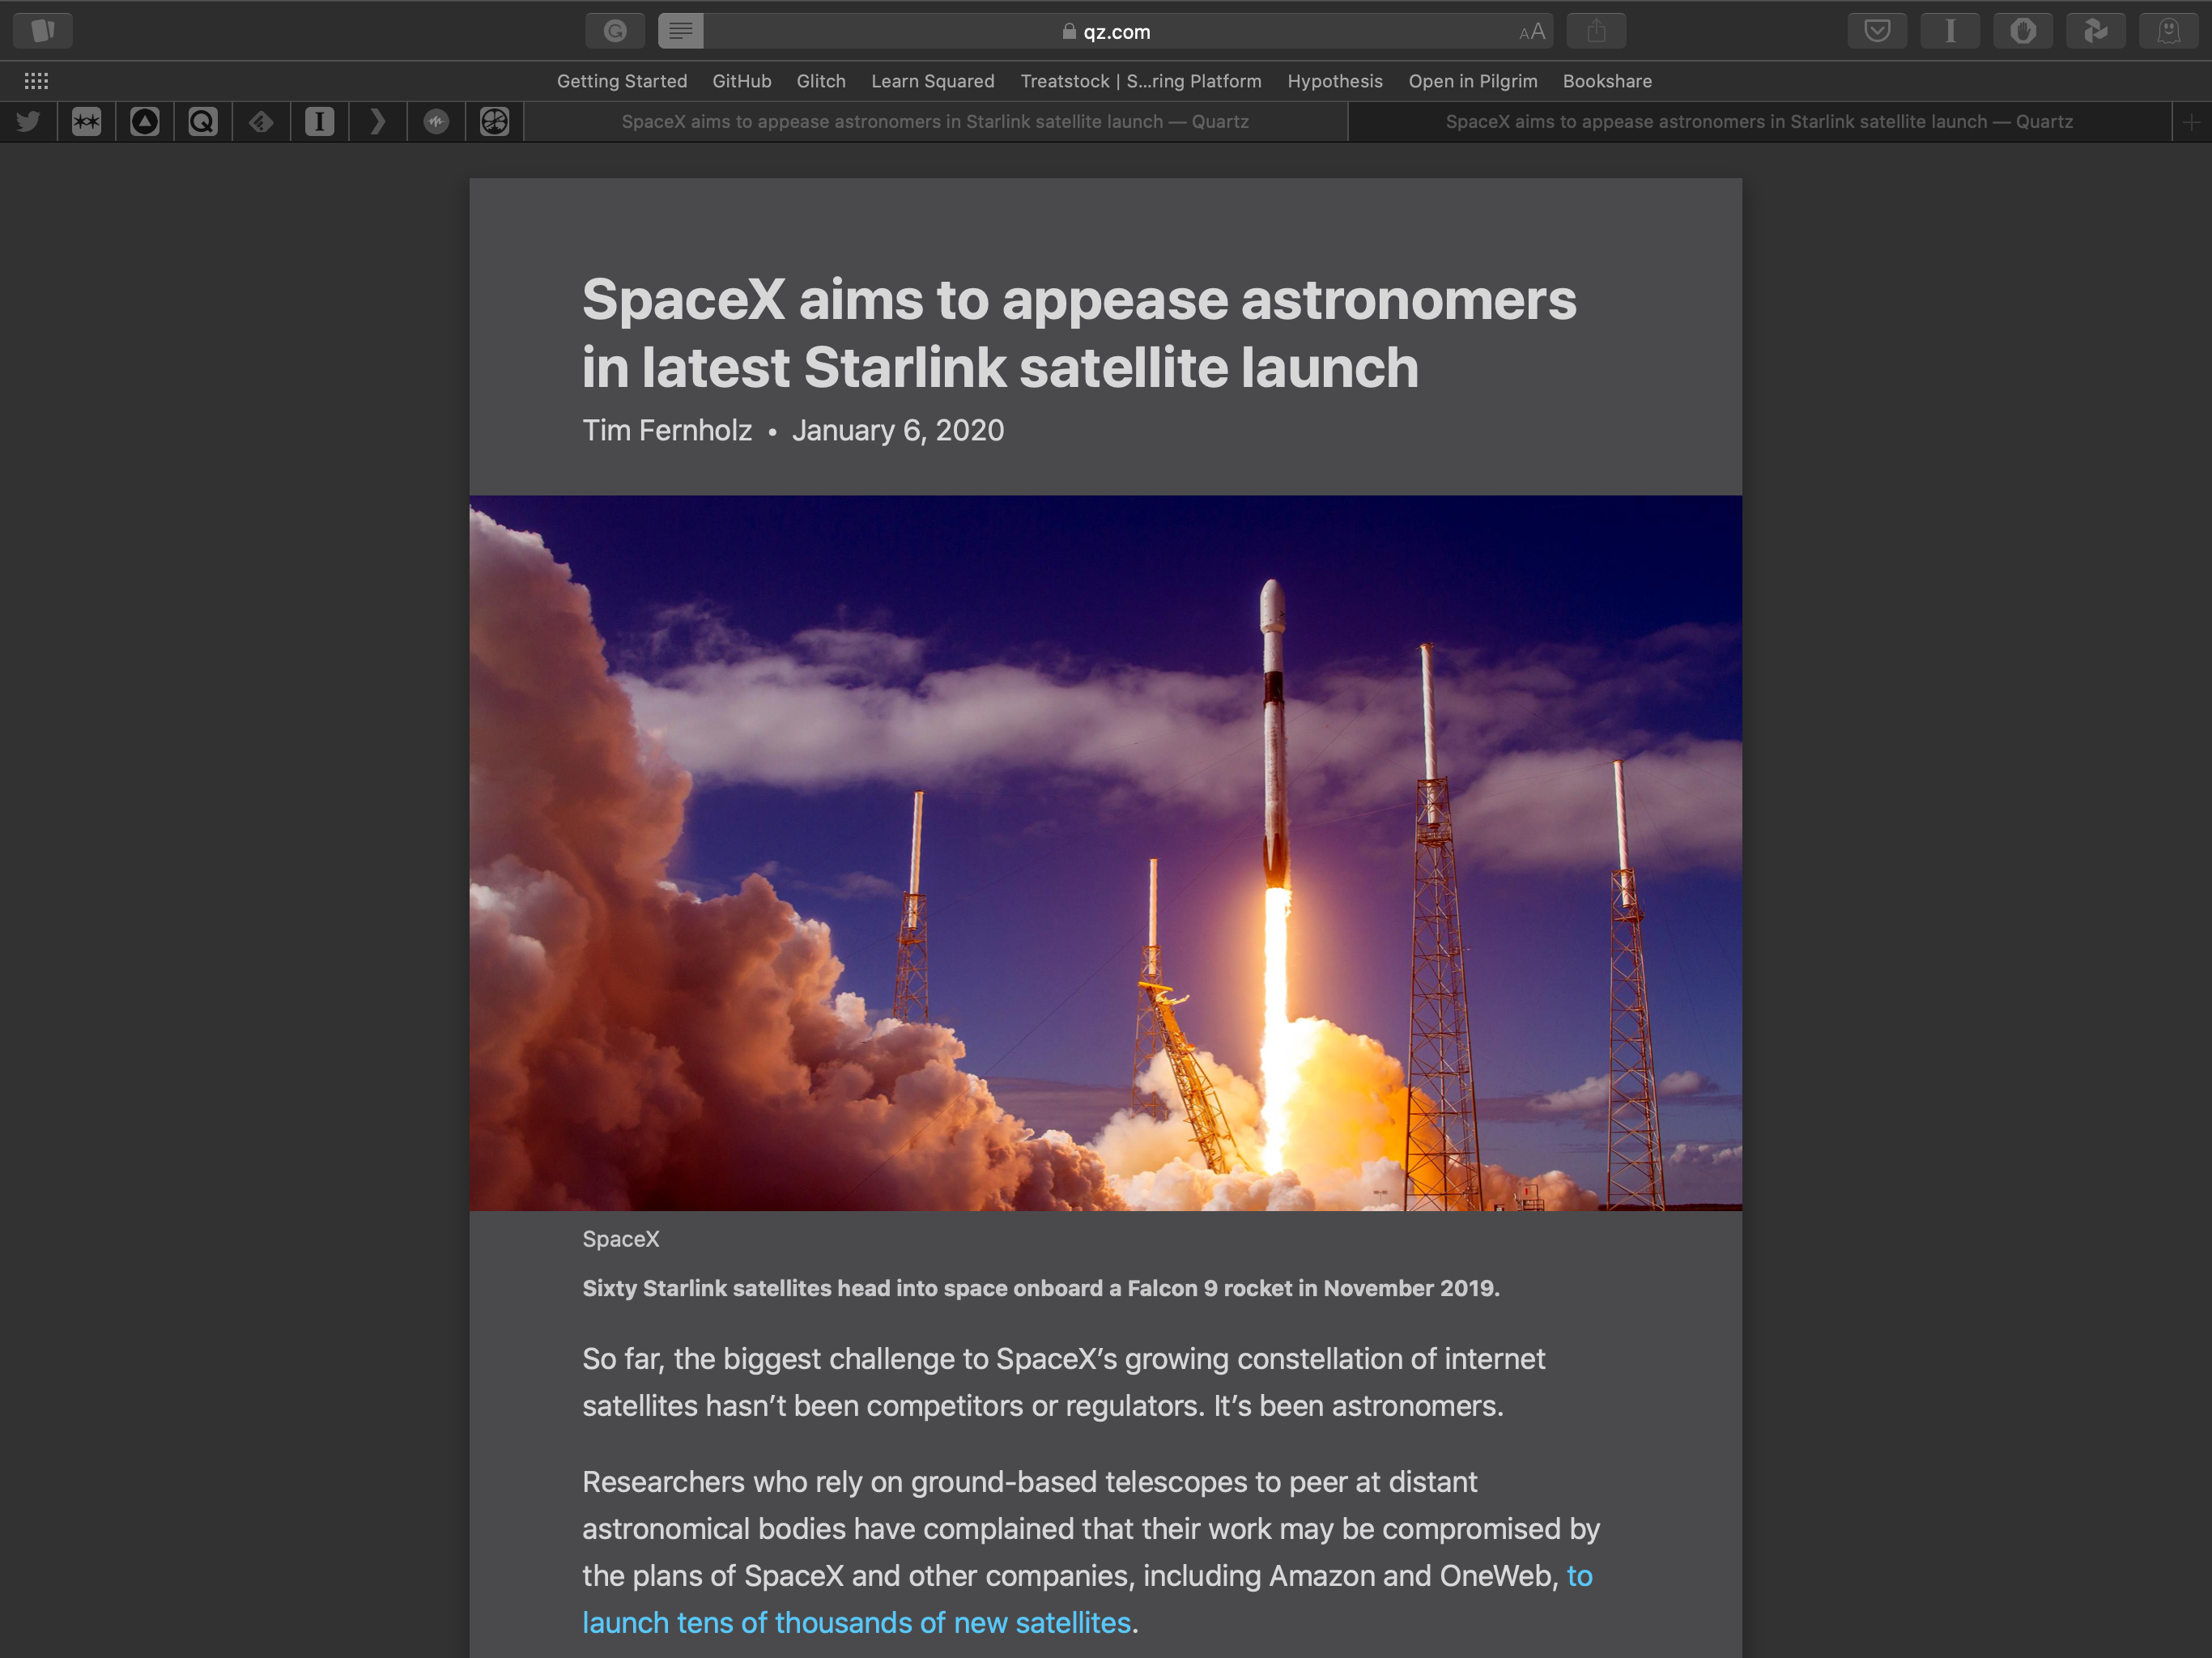 qz.com
AA
Getting Started GitHub Glitch Learn Squared Treatstock | S...ring Platform Hypothesis Open in Pilgrim Bookshare
SpaceX aims to appease astronomers in Starlink satellite launch — Quartz
SpaceX aims to appease astronomers in Starlink satellite launch — Quartz
SpaceX aims to appease astronomers
in latest Starlink satellite launch
Tim Fernholz • January 6, 2020
SpaceX
Sixty Starlink satellites head into space onboard a Falcon 9 rocket in November 2019.
So far, the biggest challenge to SpaceX’s growing constellation of internet
satellites hasn’t been competitors or regulators. It’s been astronomers.
Researchers who rely on ground-based telescopes to peer at distant
astronomical bodies have complained that their work may be compromised by
the plans of SpaceX and other companies, including Amazon and OneWeb, to
launch tens of thousands of new satellites.